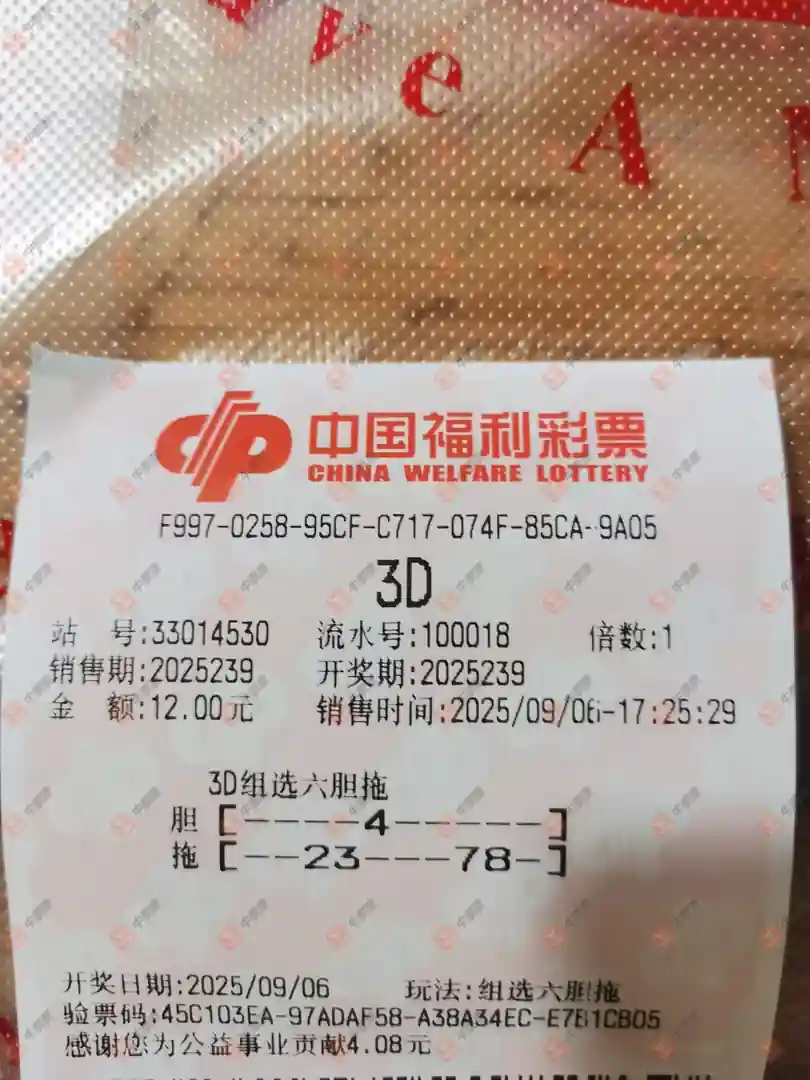 ve A
中国福利彩票
CHINA WELFARE LOTTERY
F997-0258-95CF-C717-074F-85CA-9A05
3D
站 号:33014530 流水号:100018 倍数:1
销售期:2025239 开奖期:2025239
金 额:12.00元 销售时间:2025/09/06-17:25:29
3D组选六胆拖
胆 [----4-----]
拖 [--23---78-]
开奖日期:2025/09/06 玩法:组选六胆拖
验票码:45C103EA-97ADAF58-A38A34EC-E7B1CB05
感谢您为公益事业贡献4.08元